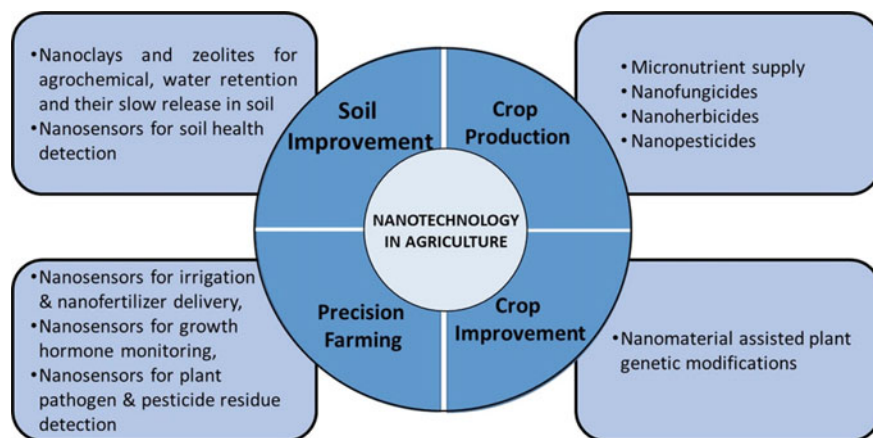 •Nanoclays and zeolites for
agrochemical, water retention
and their slow release in soil
•Nanosensors for soil health
detection
Soil
Improvement
Crop
Production
•Micronutrient supply
•Nanofungicides
•Nanoherbicides
•Nanopesticides
NANOTECHNOLOGY
IN AGRICULTURE
•Nanosensors for irrigation
& nanofertilizer delivery,
•Nanosensors for growth
hormone monitoring,
•Nanosensors for plant
pathogen & pesticide residue
detection
Precision
Farming
Crop
Improvement
•Nanomaterial assisted plant
genetic modifications